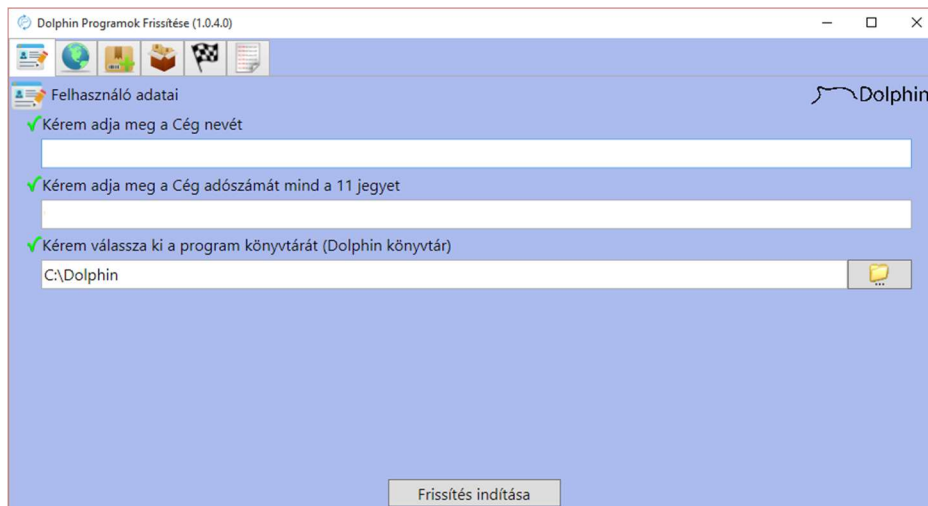 Dolphin Programok Frissítése (1.0.4.0)
Felhasználó adatai
Dolphin
Kérem adja meg a Cég nevét
Kérem adja meg a Cég adószámát mind a 11 jegyet
Kérem válassza ki a program könyvtárát (Dolphin könyvtár)
C:\Dolphin
Frissítés indítása